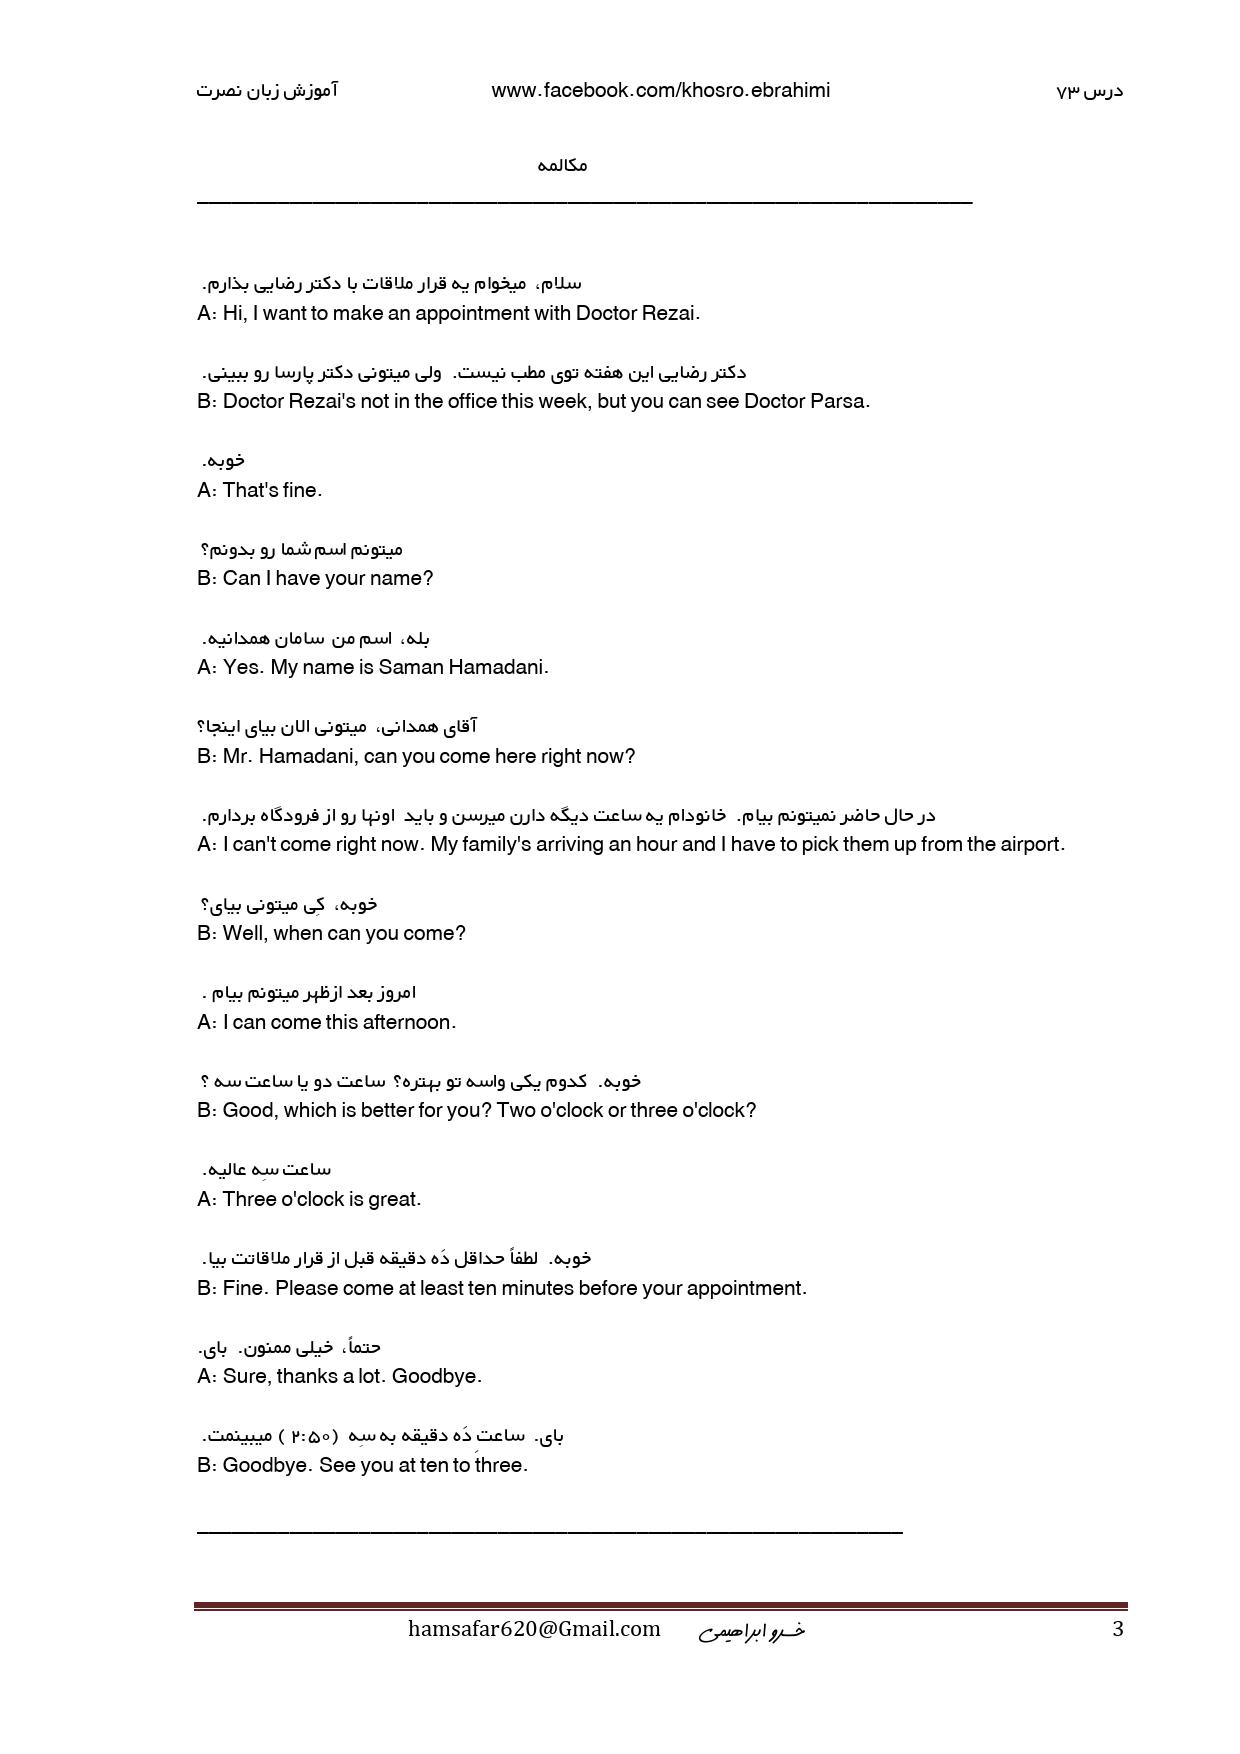 درس ۷۳ www.facebook.com/khosro.ebrahimi آموزش زبان نصرت
مکالمه
سلام، میخوام یه قرار ملاقات با دکتر رضایی بذارم.
A: Hi, I want to make an appointment with Doctor Rezai.
دکتر رضایی این هفته توی مطب نیست. ولی میتونی دکتر پارسا رو ببینی.
B: Doctor Rezai's not in the office this week, but you can see Doctor Parsa.
خوبه.
A: That's fine.
میتونم اسم شما رو بدونم؟
B: Can I have your name?
بله، اسم من سامان همدانیه.
A: Yes. My name is Saman Hamadani.
آقای همدانی، میتونی الان بیای اینجا؟
B: Mr. Hamadani, can you come here right now?
در حال حاضر نمیتونم بیام. خانودام یه ساعت دیگه دارن میرسن و باید اونها رو از فرودگاه بردارم.
A: I can't come right now. My family's arriving an hour and I have to pick them up from the airport.
خوبه، کِی میتونی بیای؟
B: Well, when can you come?
امروز بعد ازظهر میتونم بیام .
A: I can come this afternoon.
خوبه. کدوم یکی واسه تو بهتره؟ ساعت دو یا ساعت سه ؟
B: Good, which is better for you? Two o'clock or three o'clock?
ساعت سِه عالیه.
A: Three o'clock is great.
خوبه. لطفاً حداقل دَه دقیقه قبل از قرار ملاقاتت بیا.
B: Fine. Please come at least ten minutes before your appointment.
حتماً، خیلی ممنون. بای.
A: Sure, thanks a lot. Goodbye.
بای. ساعتِ دَه دقیقه به سِه (۲:۵۰ ) میبینمت.
B: Goodbye. See you at ten to three.
hamsafar620@Gmail.com خسرو ابراهیمی 3